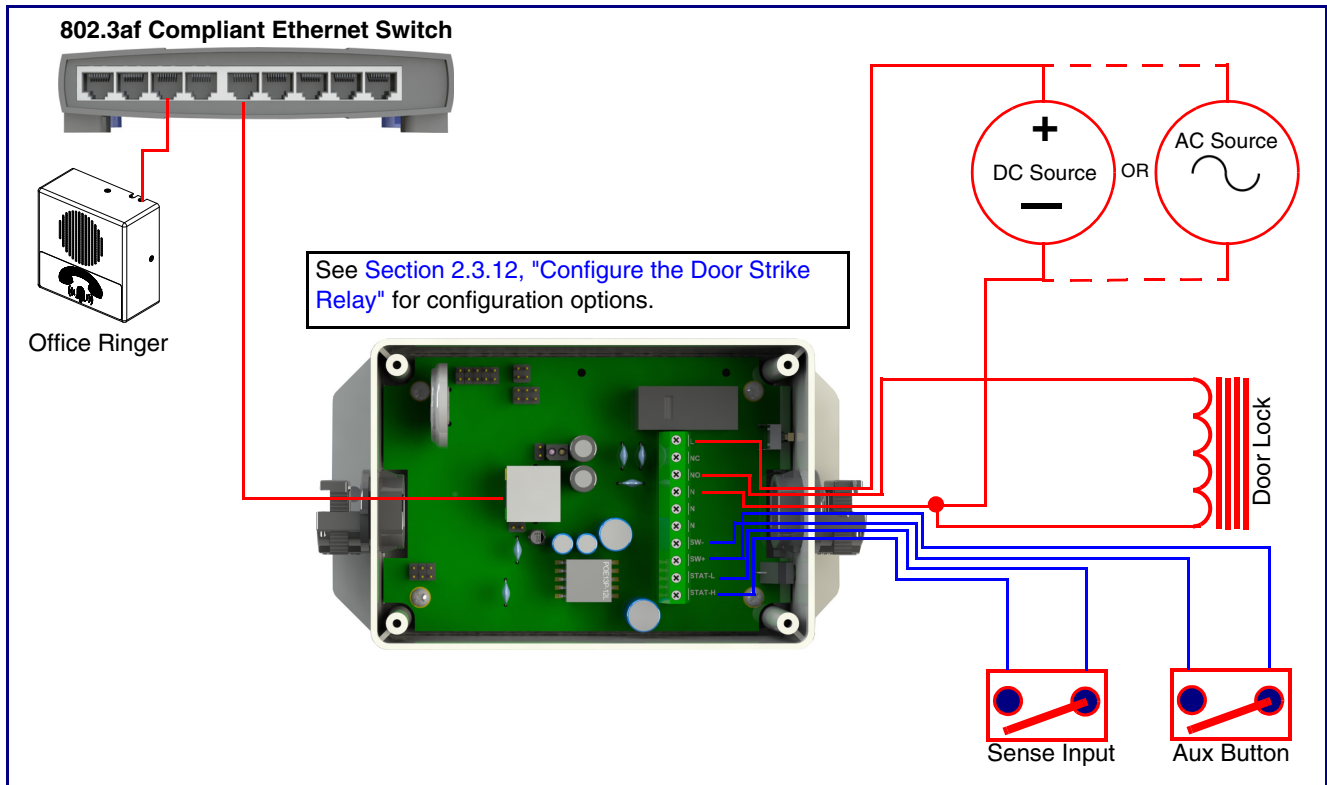 802.3af Compliant Ethernet Switch
Office Ringer
See Section 2.3.12, "Configure the Door Strike
Relay" for configuration options.
+
DC Source
—
OR
AC Source
Door Lock
L
NC
NO
N
N
N
SW-
SW+
STAT-L
STAT-H
Sense Input
Aux Button